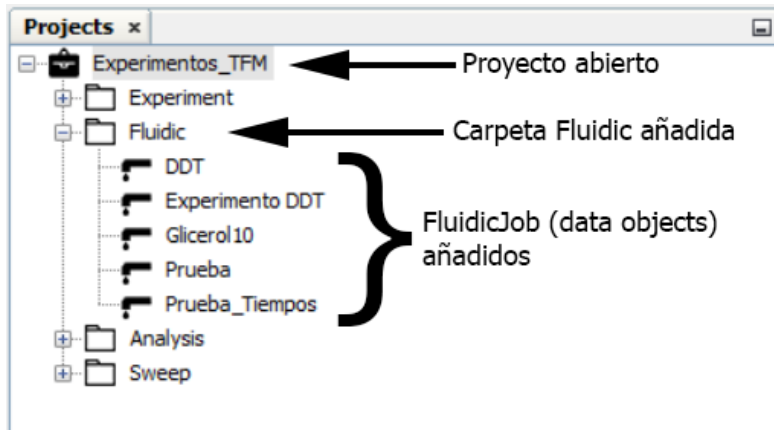 Projects ×
Experimentos_TFM
Proyecto abierto
Experiment
Fluidic
Carpeta Fluidic añadida
DDT
Experimento DDT
Glicerol10
Prueba
Prueba_Tiempos
FluidicJob (data objects)
añadidos
Analysis
Sweep